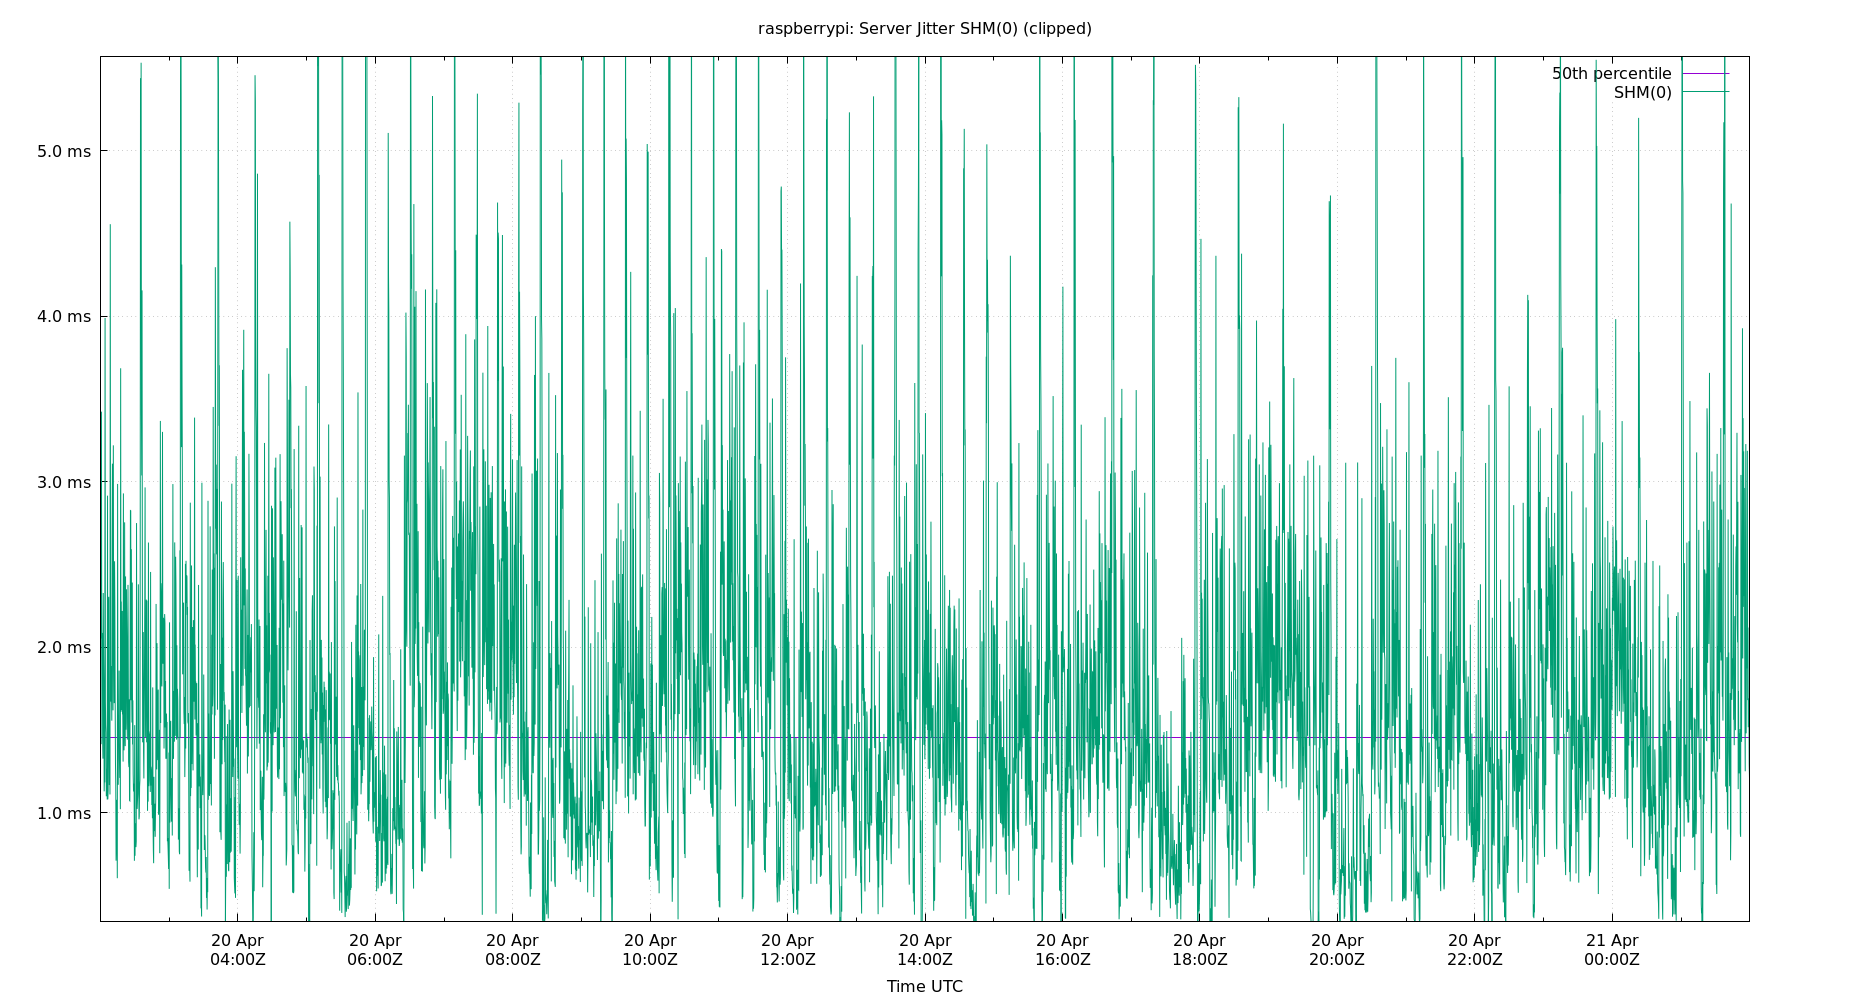 raspberrypi: Server Jitter SHM(0) (clipped)
50th percentile
SHM(0)
5.0 ms
4.0 ms
3.0 ms
2.0 ms
1.0 ms
20 Apr 20 Apr 20 Apr 20 Apr 20 Apr 20 Apr 20 Apr 20 Apr 20 Apr 20 Apr 21 Apr
04:00Z 06:00Z 08:00Z 10:00Z 12:00Z 14:00Z 16:00Z 18:00Z 20:00Z 22:00Z 00:00Z
Time UTC